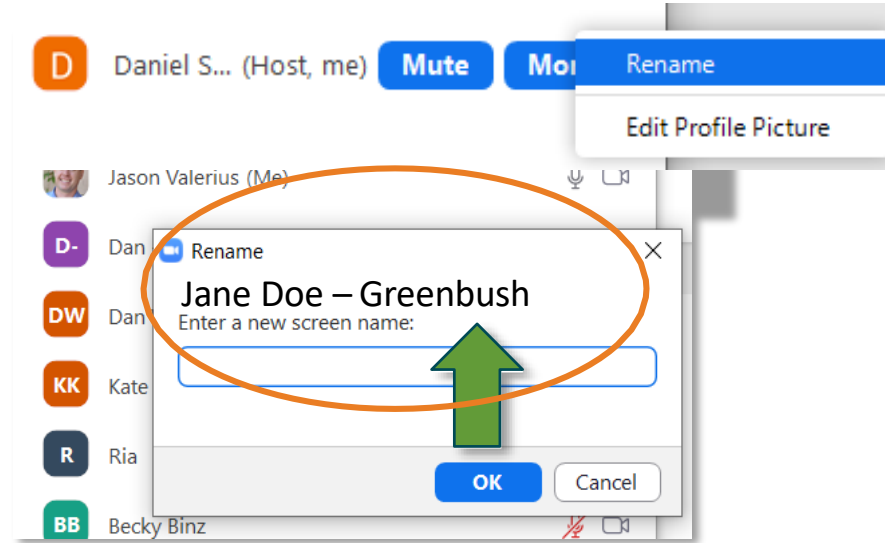 D Daniel S... (Host, me) Mute Mor
Rename
Edit Profile Picture
Jason Valerius (Me)
D- Dan
Rename
Jane Doe – Greenbush
DW Dan
Enter a new screen name:
KK Kate
R Ria
OK Cancel
BB Becky Binz